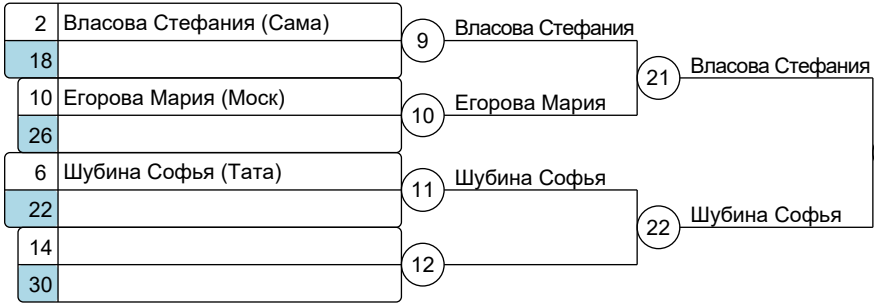 2 Власова Стефания (Сама)
18
9 Власова Стефания
10 Егорова Мария (Моск)
26
10 Егорова Мария
21 Власова Стефания
6 Шубина Софья (Тата)
22
11 Шубина Софья
14
30
12
22 Шубина Софья